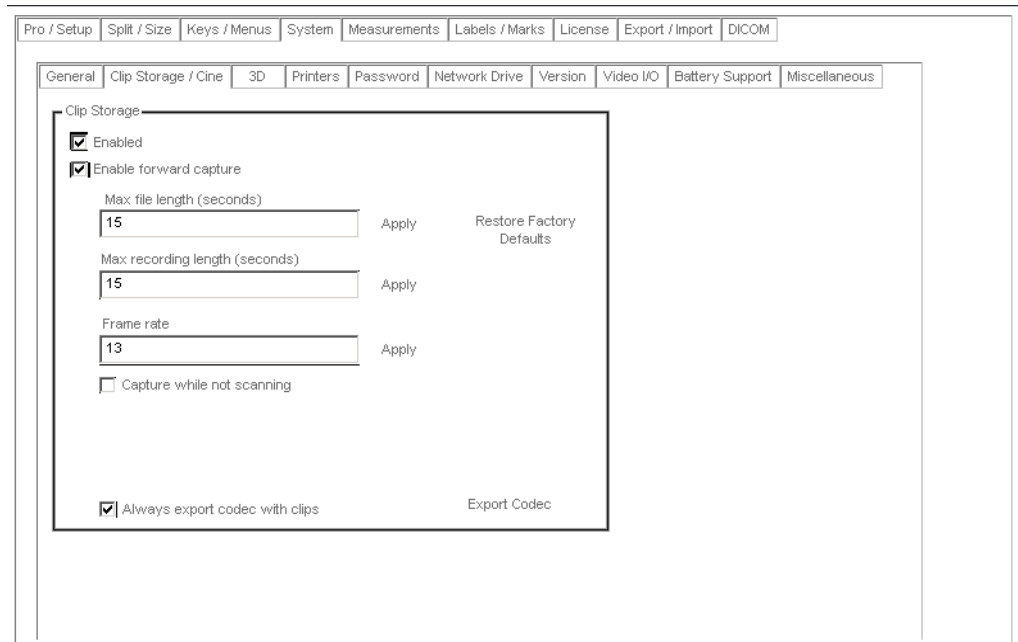 Pro / Setup Split / Size Keys / Menus System Measurements Labels / Marks License Export / Import DICOM
General Clip Storage / Cine 3D Printers Password Network Drive Version Video I/O Battery Support Miscellaneous
Clip Storage
Enabled
Enable forward capture
Max file length (seconds)
15 Apply Restore Factory
Defaults
Max recording length (seconds)
15 Apply
Frame rate
13 Apply
Capture while not scanning
Always export codec with clips Export Codec